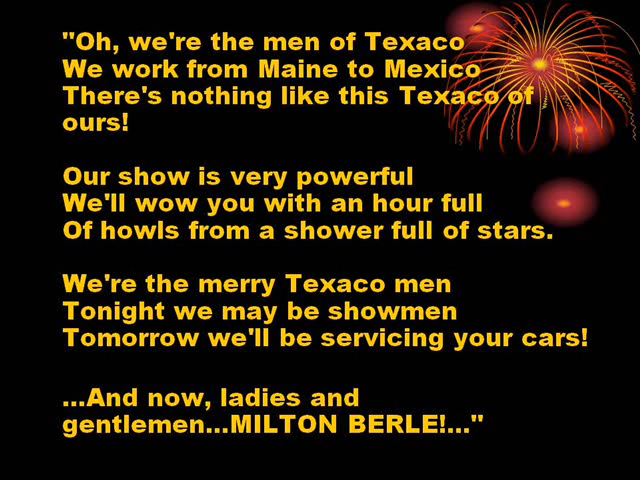 "Oh, we're the men of Texaco
We work from Maine to Mexico
There's nothing like this Texaco of
ours!
Our show is very powerful
We'll wow you with an hour full
Of howls from a shower full of stars.
We're the merry Texaco men
Tonight we may be showmen
Tomorrow we'll be servicing your cars!
...And now, ladies and
gentlemen...MILTON BERLE!..."